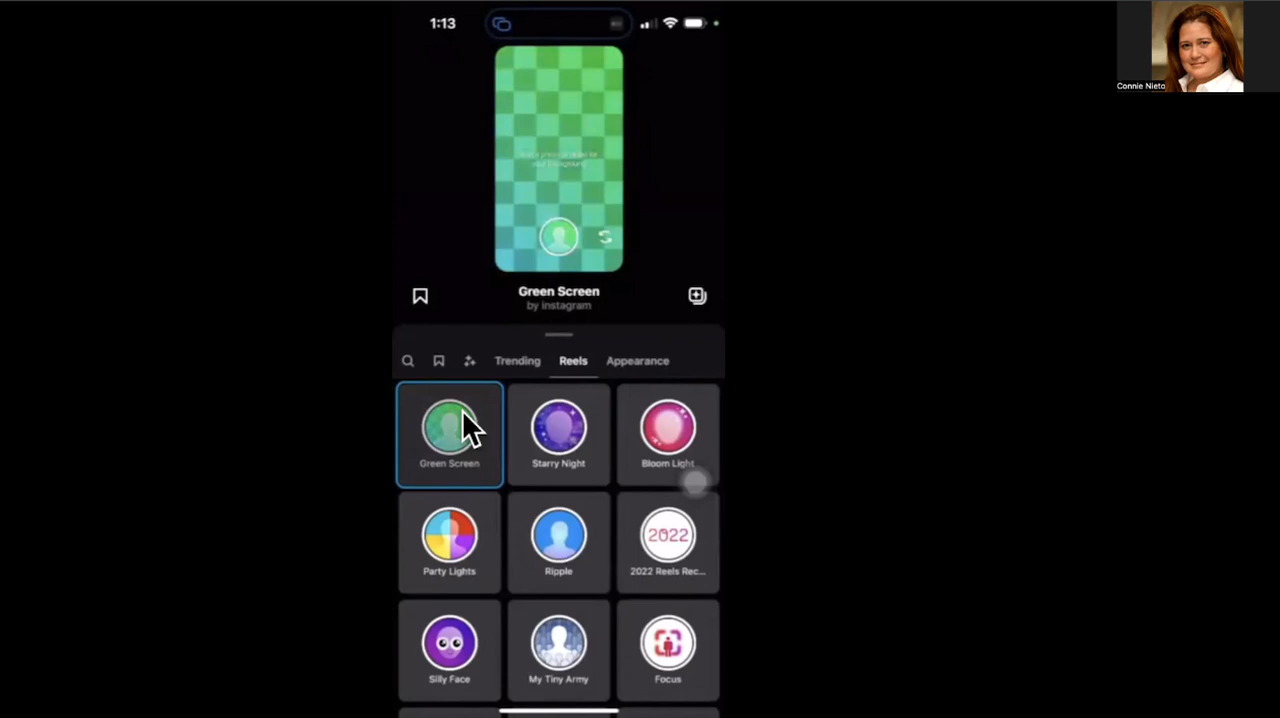 1:13
Connie Nieto
Green Screen
by instagram
Trending
Reels
Appearance
Green Screen
Starry Night
Bloom Light
Party Lights
Ripple
2022
2022 Reels Rec...
Silly Face
My Tiny Army
Focus